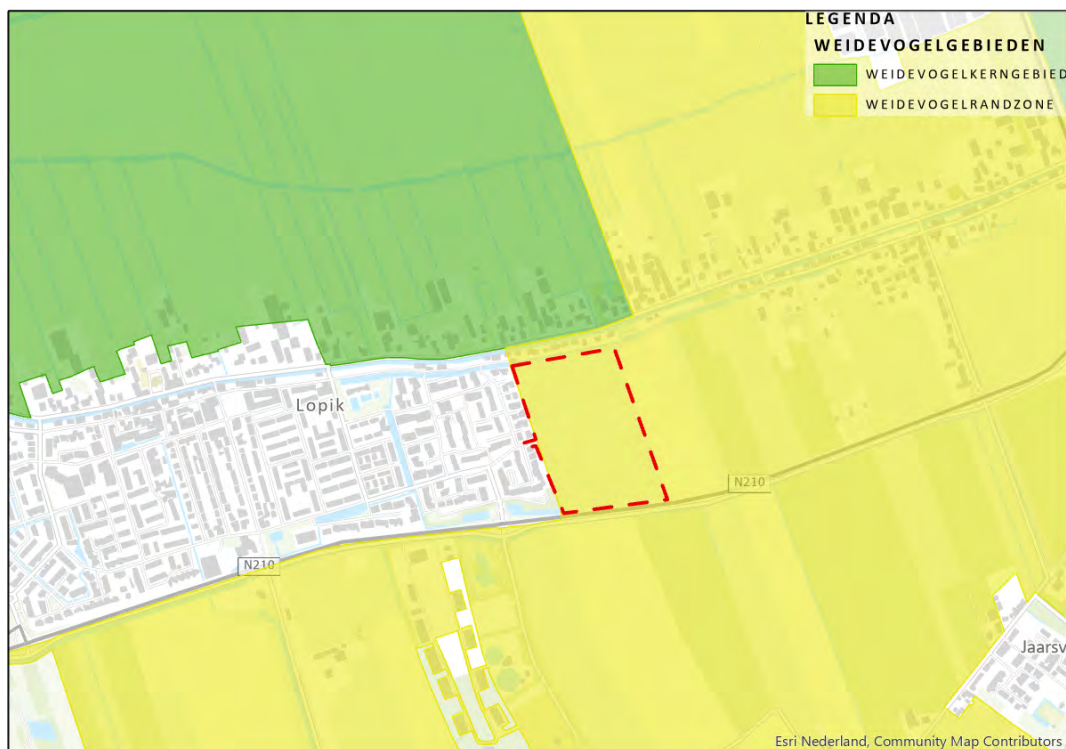 LEGENDA
WEIDEVOGELGEBIEDEN
WEIDEVOGELKERNGEBIED
WEIDEVOGELRANDZONE
Lopik
N210
N210
Jaarsv
Esri Nederland, Community Map Contributors